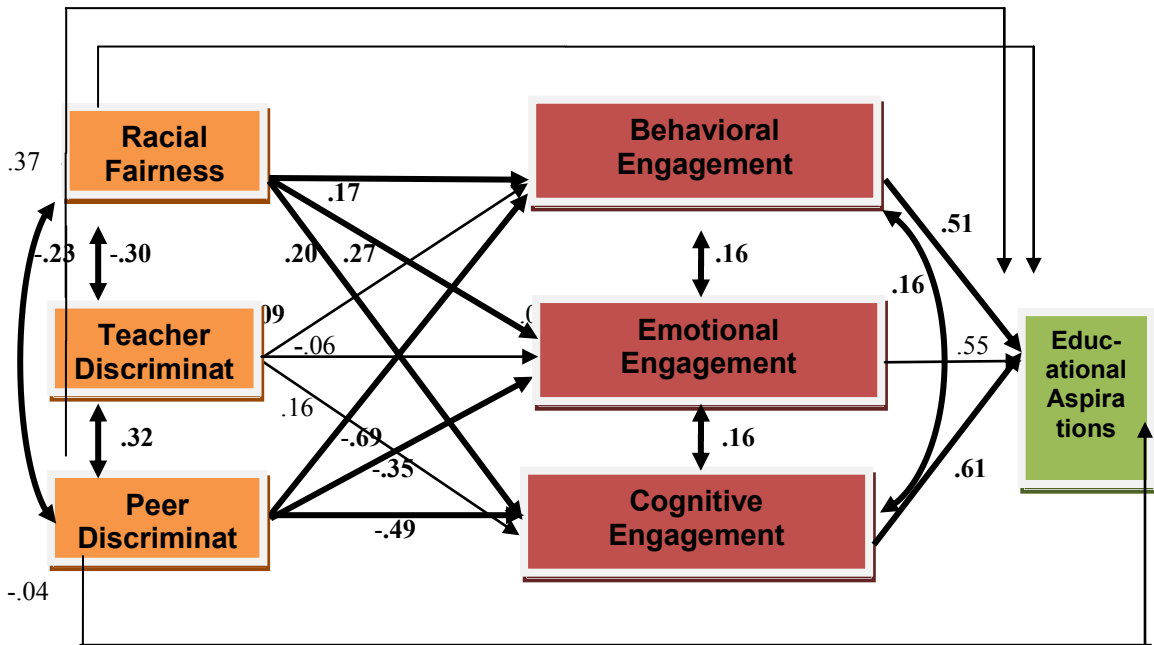 Racial
Fairness
Behavioral
Engagement
.37
.17
.51
-.23
-.30
.20
.27
.16
.16
Teacher
Discriminat
09
-.06
Emotional
Engagement
.55
Educ-
ational
Aspira
tions
.16
.32
-.69
-.35
.16
.61
Peer
Discriminat
-.49
Cognitive
Engagement
-.04